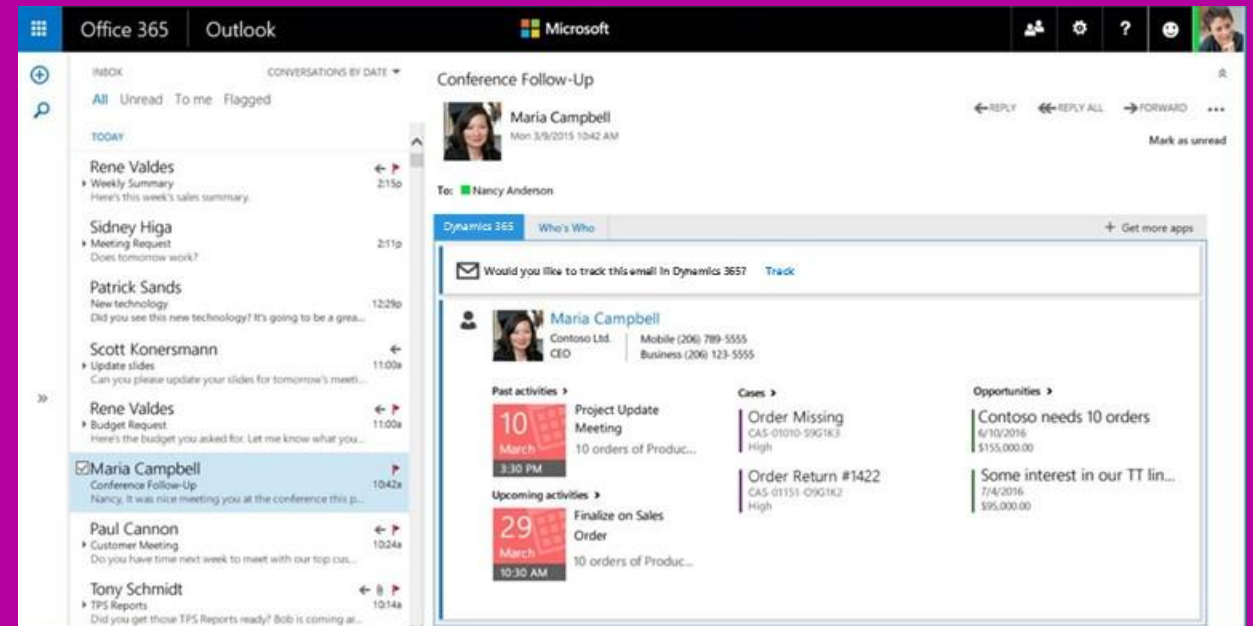 Office 365
Outlook
Microsoft
?
INBOX
CONVERSATIONS BY DATE
All Unread To me Flagged
TODAY
Rene Valdes
Weekly Summary 2:15p
Here's this week's sales summary.
Sidney Higa
Meeting Request 2:11p
Does tomorrow work?
Patrick Sands
New technology 12:29p
Did you see this new technology? It's going to be a grea...
Scott Konersmann
Update slides 11:00a
Can you please update your slides for tomorrow's meeti...
Rene Valdes
Budget Request 11:00a
Here's the budget you asked for. Let me know what you...
Maria Campbell
Conference Follow-Up 10:42a
Nancy, It was nice meeting you at the conference this p...
Paul Cannon
Customer Meeting 10:24a
Do you have time next week to meet with our top cus...
Tony Schmidt
TPS Reports 10:14a
Did you get those TPS Reports ready? Bob is coming ar...
Conference Follow-Up
Maria Campbell
Mon 3/9/2015 10:42 AM
REPLY REPLY ALL FORWARD ...
Mark as unread
To: Nancy Anderson
Dynamics 365 Who's Who + Get more apps
Would you like to track this email in Dynamics 365? Track
Maria Campbell
Contoso Ltd. Mobile (206) 789-5555
CEO Business (206) 123-5555
Past activities >
10
March
3:30 PM
Project Update
Meeting
10 orders of Produc...
Upcoming activities >
29
March
10:30 AM
Finalize on Sales
Order
10 orders of Produc...
Cases >
Order Missing
CAS-01010-S9G1K3
High
Order Return #1422
CAS-01151-O9G1K2
High
Opportunities >
Contoso needs 10 orders
6/10/2016
$155,000.00
Some interest in our TT lin...
7/4/2016
$95,000.00